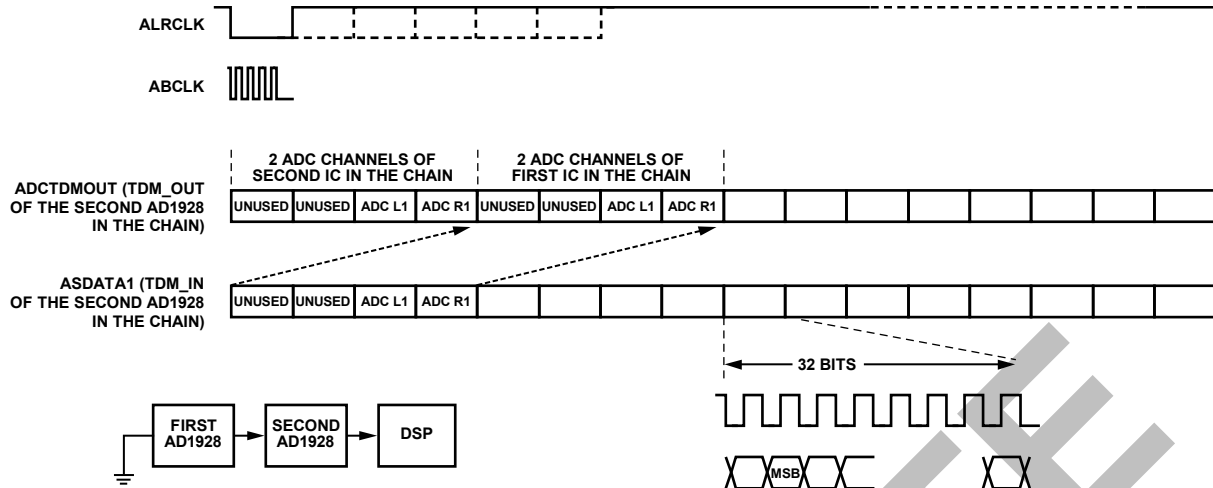 ALRCLK
ABCLK
2 ADC CHANNELS OF
SECOND IC IN THE CHAIN
2 ADC CHANNELS OF
FIRST IC IN THE CHAIN
ADCTDMOUT (TDM_OUT
OF THE SECOND AD1928
IN THE CHAIN)
UNUSED UNUSED ADC L1 ADC R1 UNUSED UNUSED ADC L1 ADC R1
ASDATA1 (TDM_IN
OF THE SECOND AD1928
IN THE CHAIN)
UNUSED UNUSED ADC L1 ADC R1
32 BITS
FIRST
AD1928
SECOND
AD1928
DSP
MSB